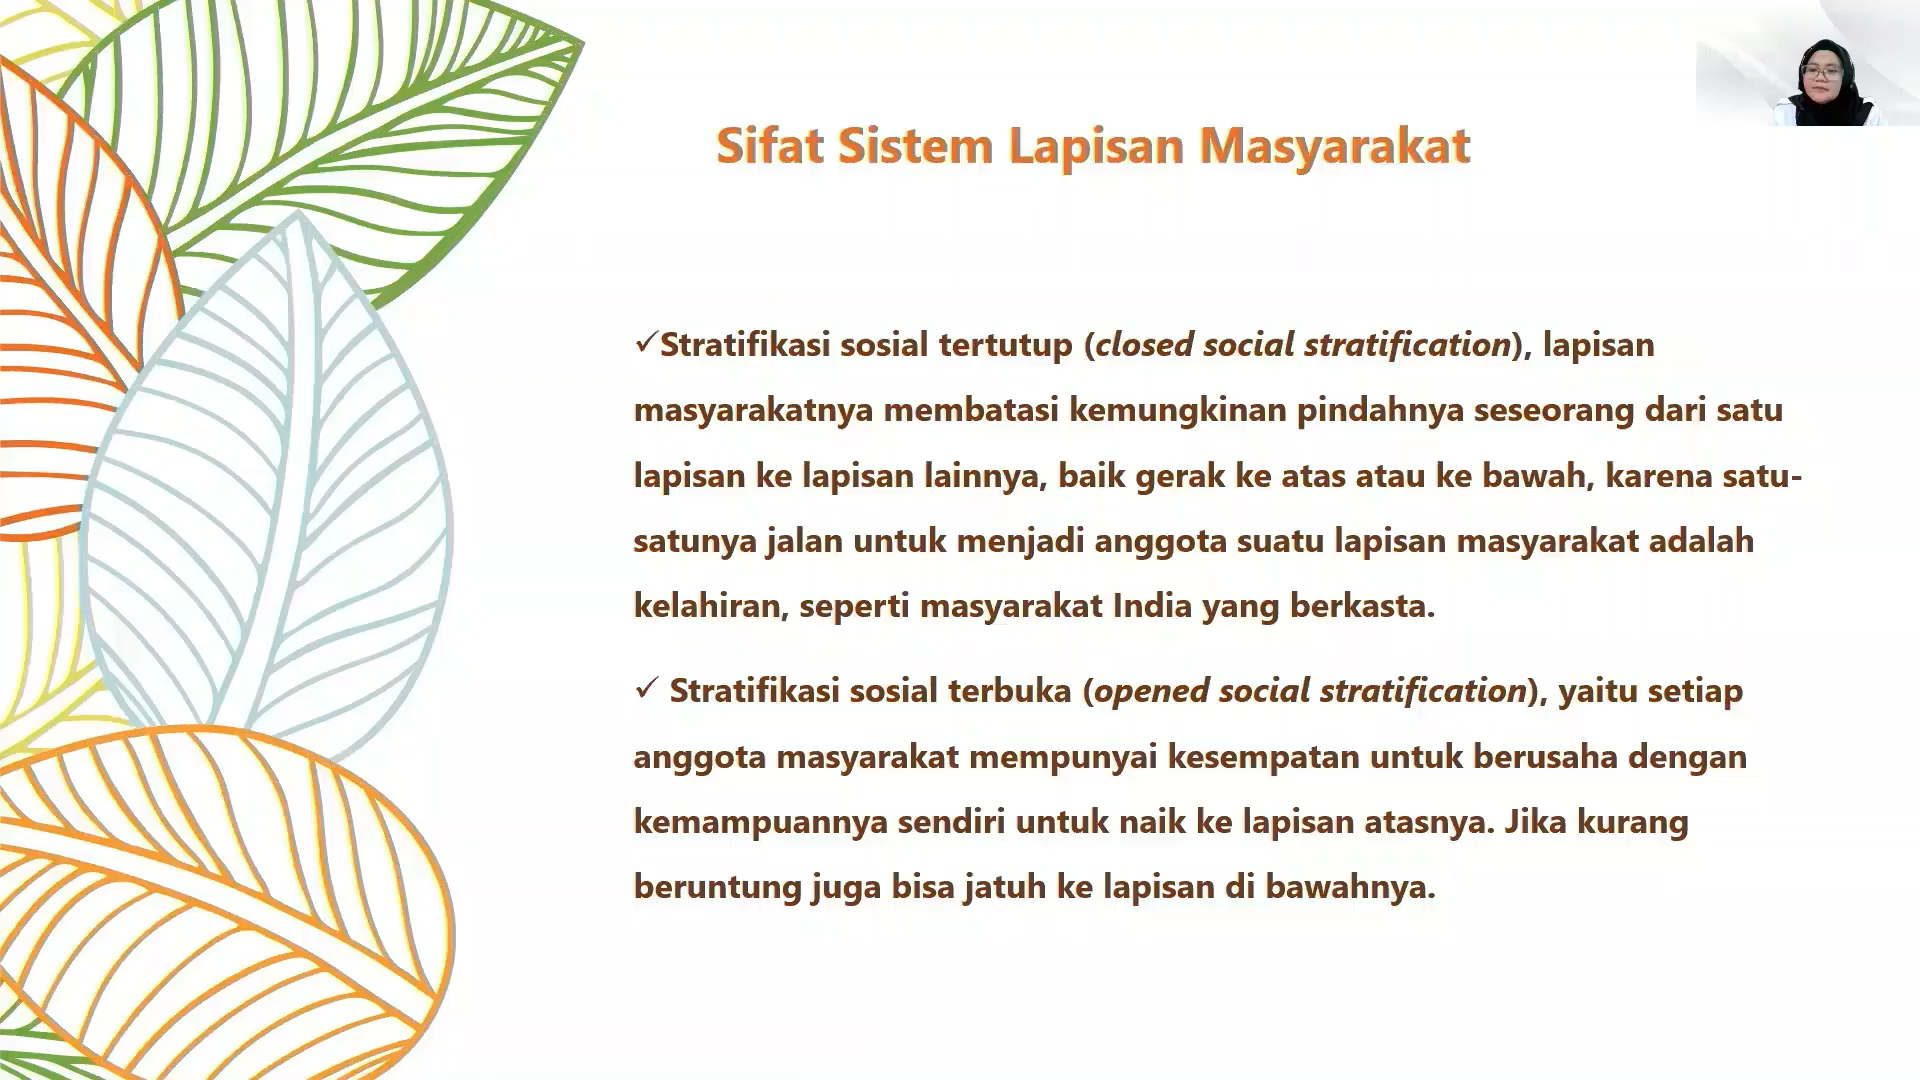 Sifat Sistem Lapisan Masyarakat
✓Stratifikasi sosial tertutup (closed social stratification), lapisan
masyarakatnya membatasi kemungkinan pindahnya seseorang dari satu
lapisan ke lapisan lainnya, baik gerak ke atas atau ke bawah, karena satu-
satunya jalan untuk menjadi anggota suatu lapisan masyarakat adalah
kelahiran, seperti masyarakat India yang berkasta.
✓ Stratifikasi sosial terbuka (opened social stratification), yaitu setiap
anggota masyarakat mempunyai kesempatan untuk berusaha dengan
kemampuannya sendiri untuk naik ke lapisan atasnya. Jika kurang
beruntung juga bisa jatuh ke lapisan di bawahnya.